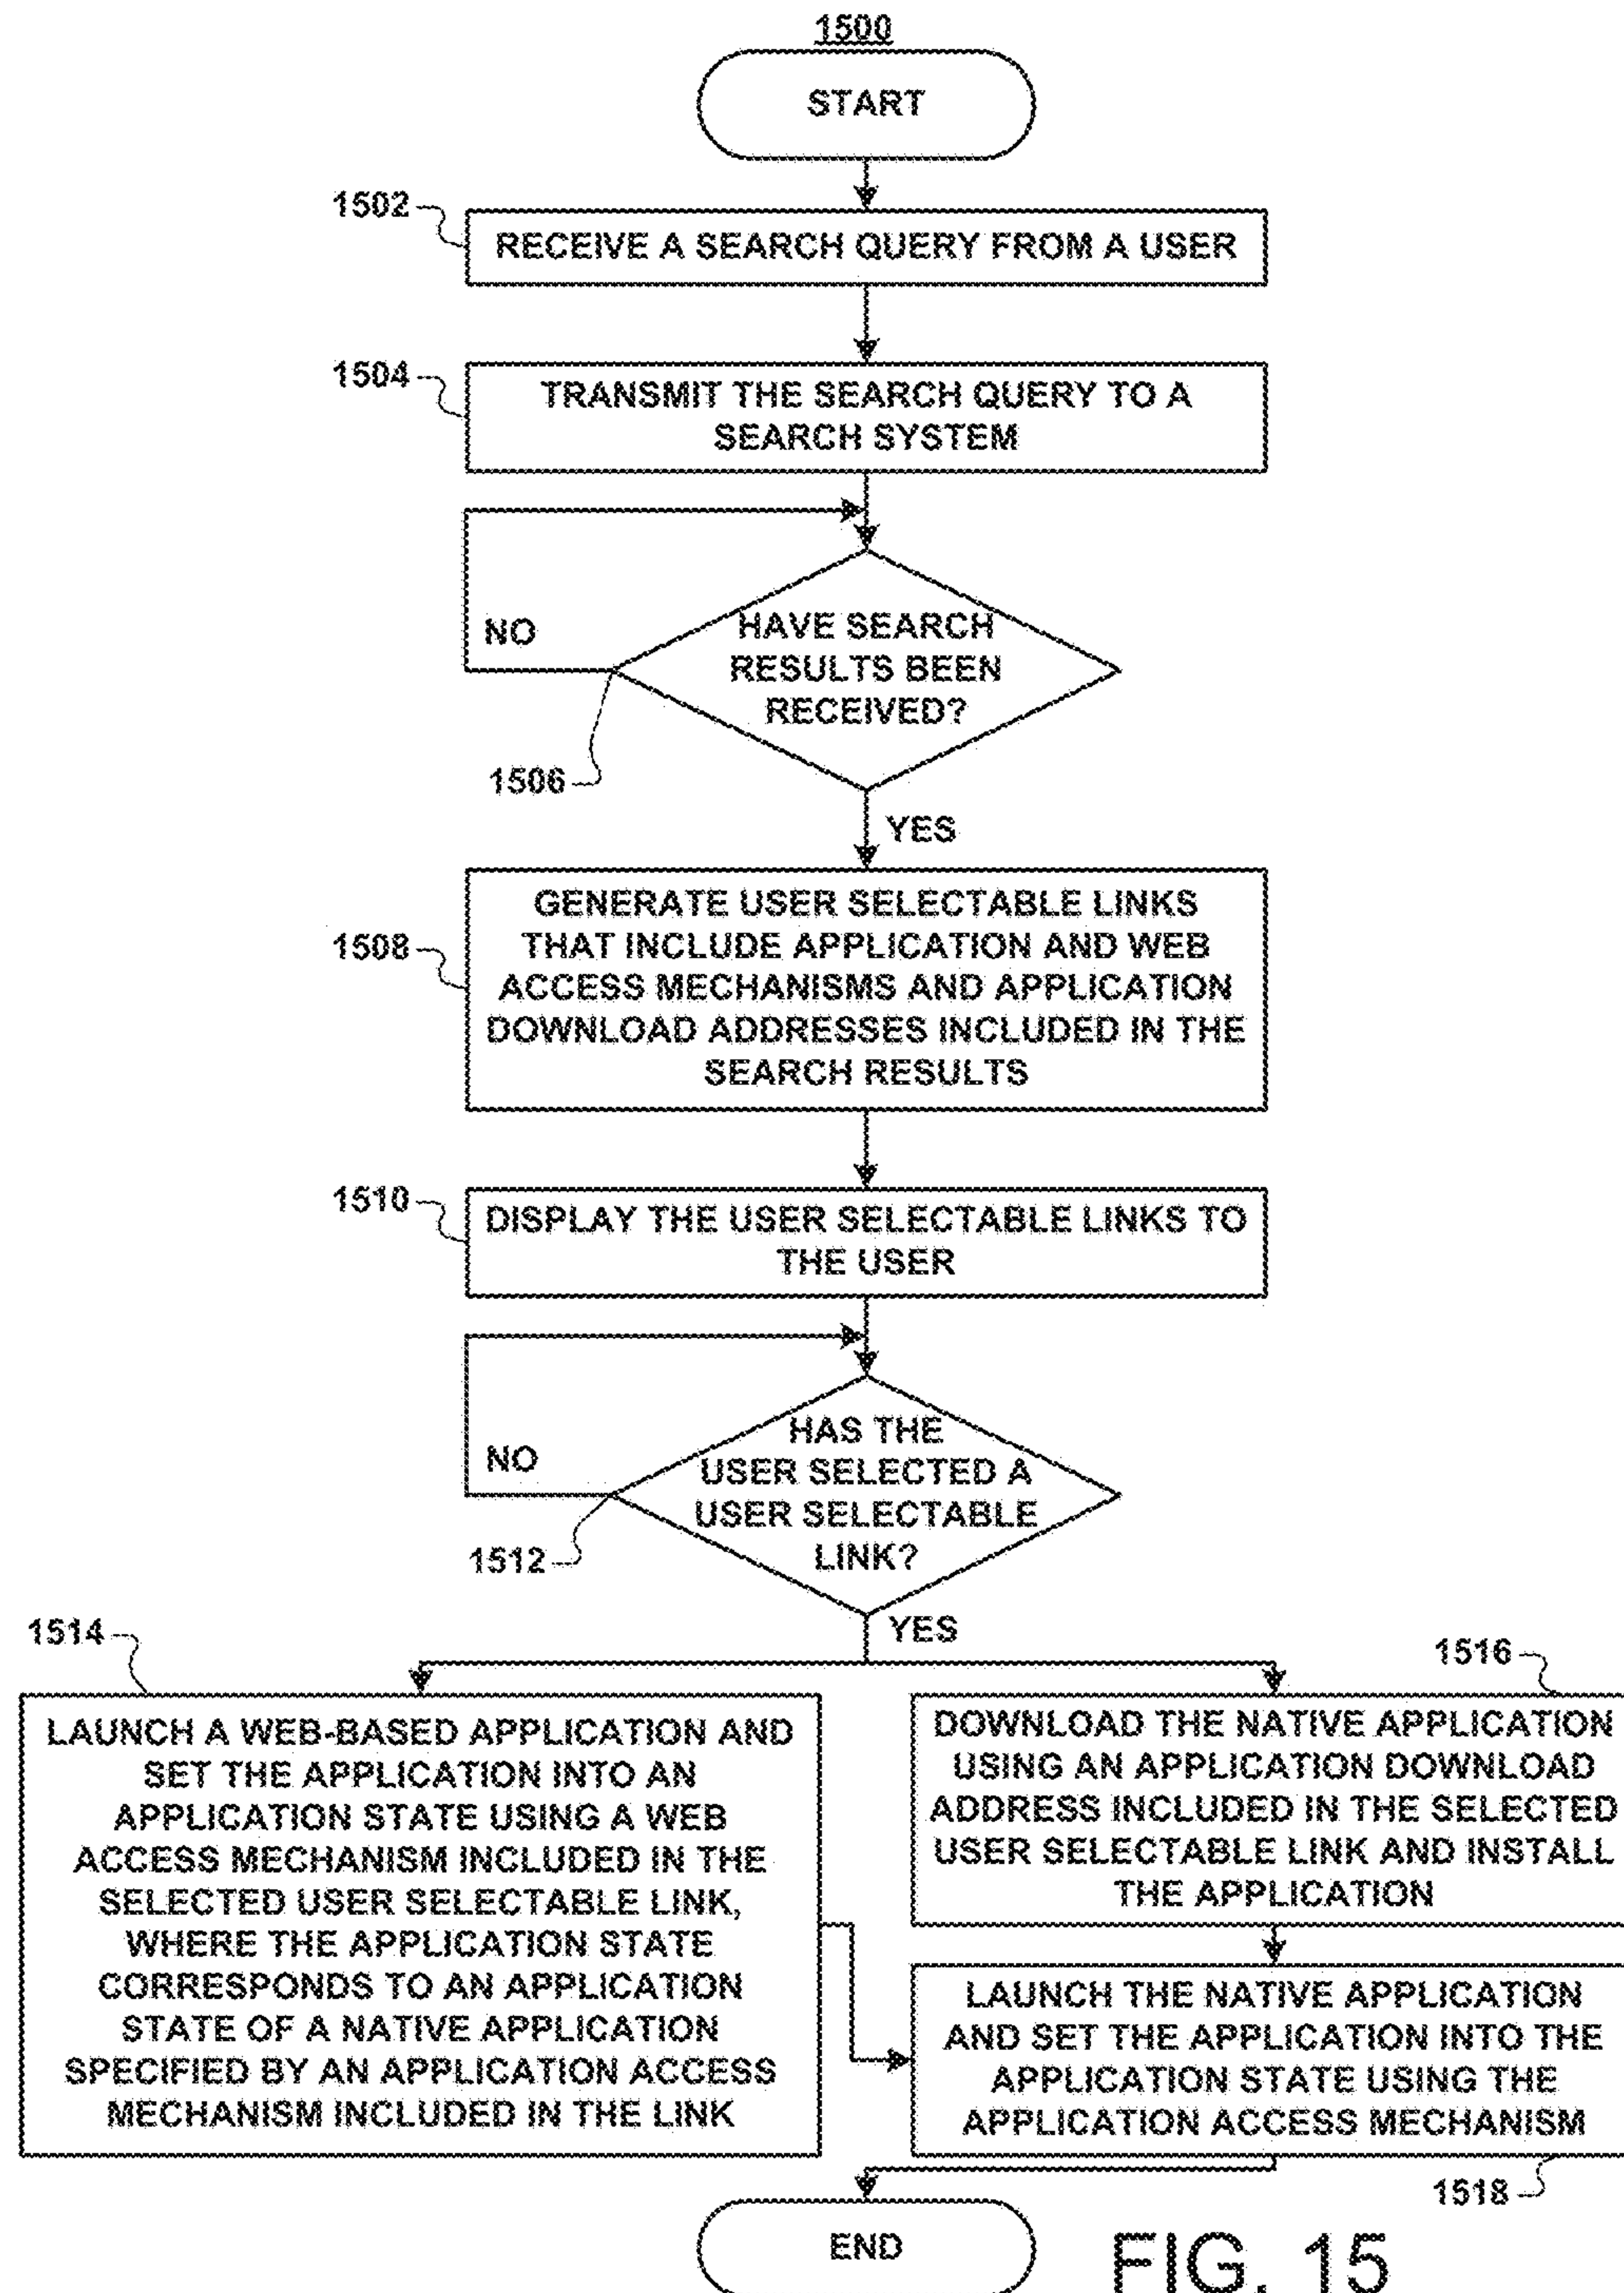 1500
START
1502
RECEIVE A SEARCH QUERY FROM A USER
1504
TRANSMIT THE SEARCH QUERY TO A
SEARCH SYSTEM
NO
HAVE SEARCH
RESULTS BEEN
RECEIVED?
1506
YES
1508
GENERATE USER SELECTABLE LINKS
THAT INCLUDE APPLICATION AND WEB
ACCESS MECHANISMS AND APPLICATION
DOWNLOAD ADDRESSES INCLUDED IN THE
SEARCH RESULTS
1510
DISPLAY THE USER SELECTABLE LINKS TO
THE USER
NO
HAS THE
USER SELECTED A
USER SELECTABLE
LINK?
1512
YES
1514
LAUNCH A WEB-BASED APPLICATION AND
SET THE APPLICATION INTO AN
APPLICATION STATE USING A WEB
ACCESS MECHANISM INCLUDED IN THE
SELECTED USER SELECTABLE LINK,
WHERE THE APPLICATION STATE
CORRESPONDS TO AN APPLICATION
STATE OF A NATIVE APPLICATION
SPECIFIED BY AN APPLICATION ACCESS
MECHANISM INCLUDED IN THE LINK
1516
DOWNLOAD THE NATIVE APPLICATION
USING AN APPLICATION DOWNLOAD
ADDRESS INCLUDED IN THE SELECTED
USER SELECTABLE LINK AND INSTALL
THE APPLICATION
LAUNCH THE NATIVE APPLICATION
AND SET THE APPLICATION INTO THE
APPLICATION STATE USING THE
APPLICATION ACCESS MECHANISM
1518
END
FIG. 15